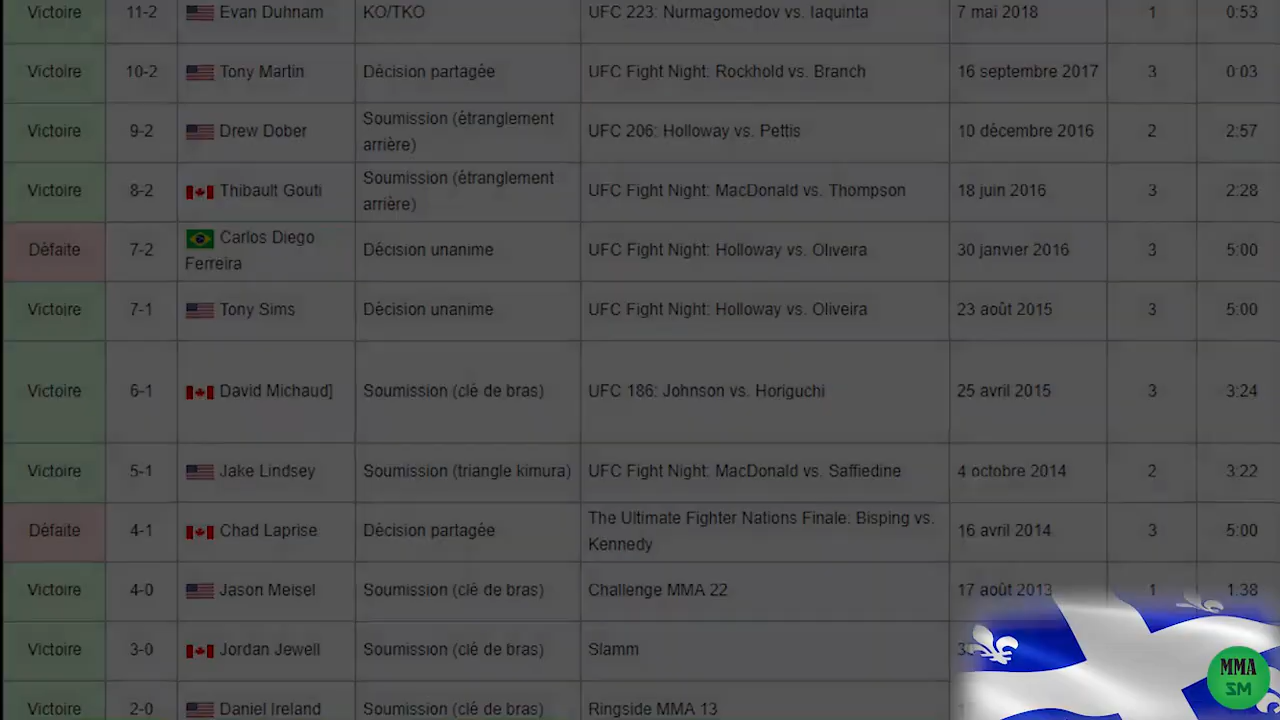 Victoire 11-2 Evan Duhnam KO/TKO UFC 223: Nurmagomedov vs. Iaquinta 7 mai 2018 1 0:53
Victoire 10-2 Tony Martin Décision partagée UFC Fight Night: Rockhold vs. Branch 16 septembre 2017 3 0:03
Victoire 9-2 Drew Dober Soumission (étranglement
arrière) UFC 206: Holloway vs. Pettis 10 décembre 2016 2 2:57
Victoire 8-2 Thibault Gouti Soumission (étranglement
arrière) UFC Fight Night: MacDonald vs. Thompson 18 juin 2016 3 2:28
Défaite 7-2 Carlos Diego
Ferreira Décision unanime UFC Fight Night: Holloway vs. Oliveira 30 janvier 2016 3 5:00
Victoire 7-1 Tony Sims Décision unanime UFC Fight Night: Holloway vs. Oliveira 23 août 2015 3 5:00
Victoire 6-1 David Michaud] Soumission (clé de bras) UFC 186: Johnson vs. Horiguchi 25 avril 2015 3 3:24
Victoire 5-1 Jake Lindsey Soumission (triangle kimura) UFC Fight Night: MacDonald vs. Saffiedine 4 octobre 2014 2 3:22
Défaite 4-1 Chad Laprise Décision partagée The Ultimate Fighter Nations Finale: Bisping vs.
Kennedy 16 avril 2014 3 5:00
Victoire 4-0 Jason Meisel Soumission (clé de bras) Challenge MMA 22 17 août 2013 1 1:38
Victoire 3-0 Jordan Jewell Soumission (clé de bras) Slamm
Victoire 2-0 Daniel Ireland Soumission (clé de bras) Ringside MMA 13
MMA
SM